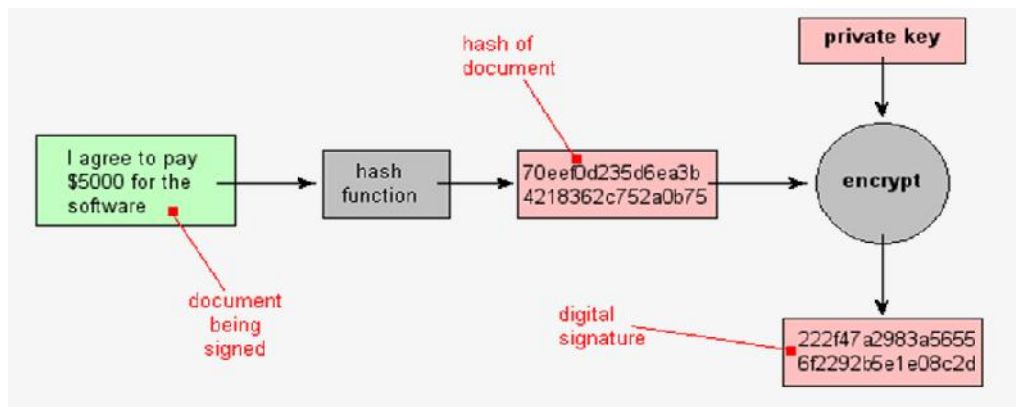 hash of
document
private key
I agree to pay
$5000 for the
software
hash
function
70eef0d235d6ea3b
4218362c752a0b75
encrypt
document
being
signed
digital
signature
222f47a2983a5655
6f2292b5e1e08c2d